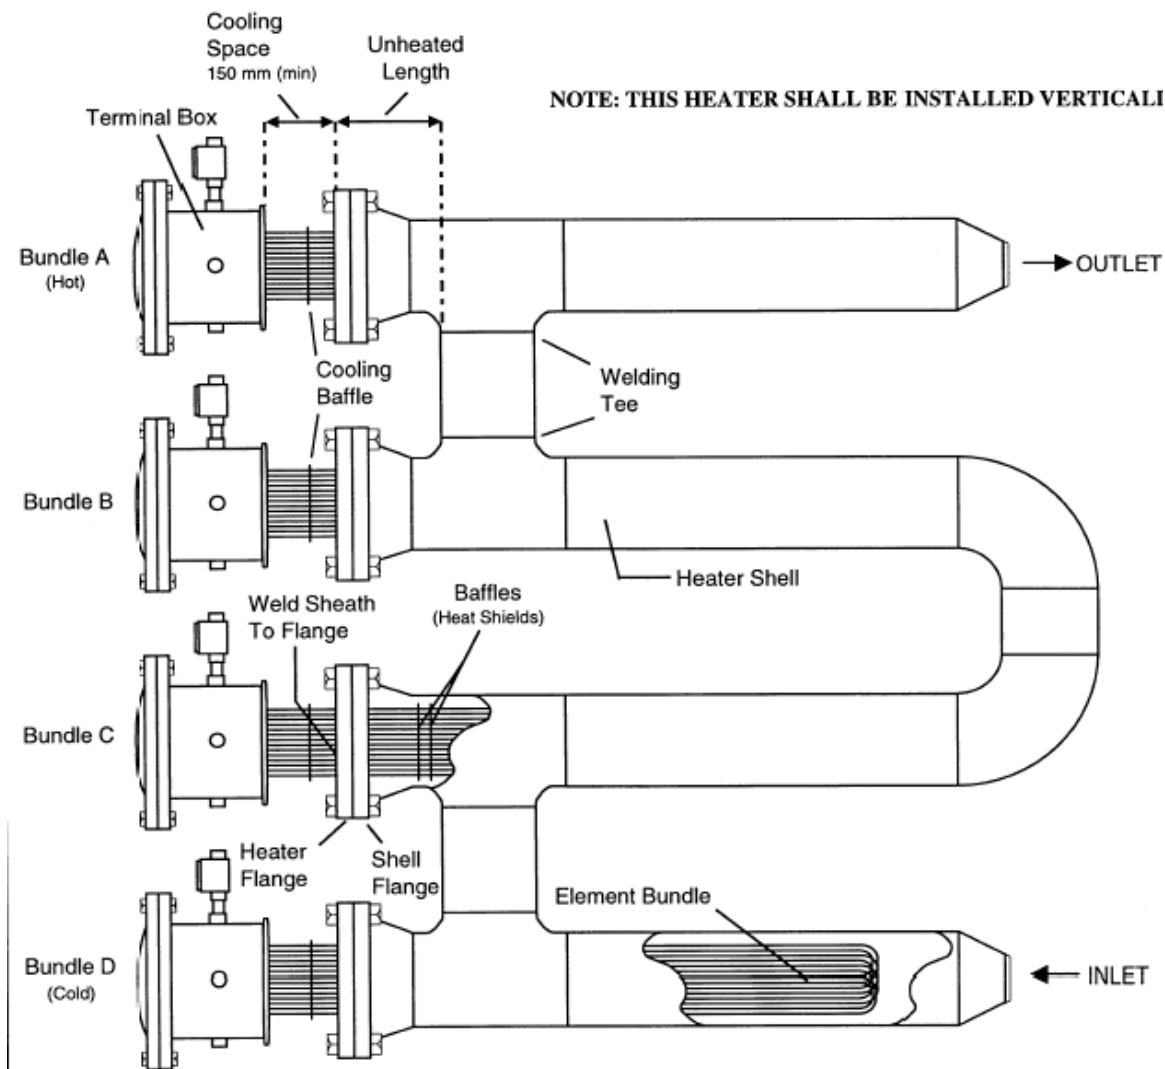 Cooling
Space
150 mm (min)
Unheated
Length
NOTE: THIS HEATER SHALL BE INSTALLED VERTICALL
Terminal Box
Bundle A
(Hot)
OUTLET
Cooling
Baffle
Welding
Tee
Bundle B
Heater Shell
Weld Sheath
To Flange
Baffles
(Heat Shields)
Bundle C
Heater
Flange
Shell
Flange
Element Bundle
Bundle D
(Cold)
INLET